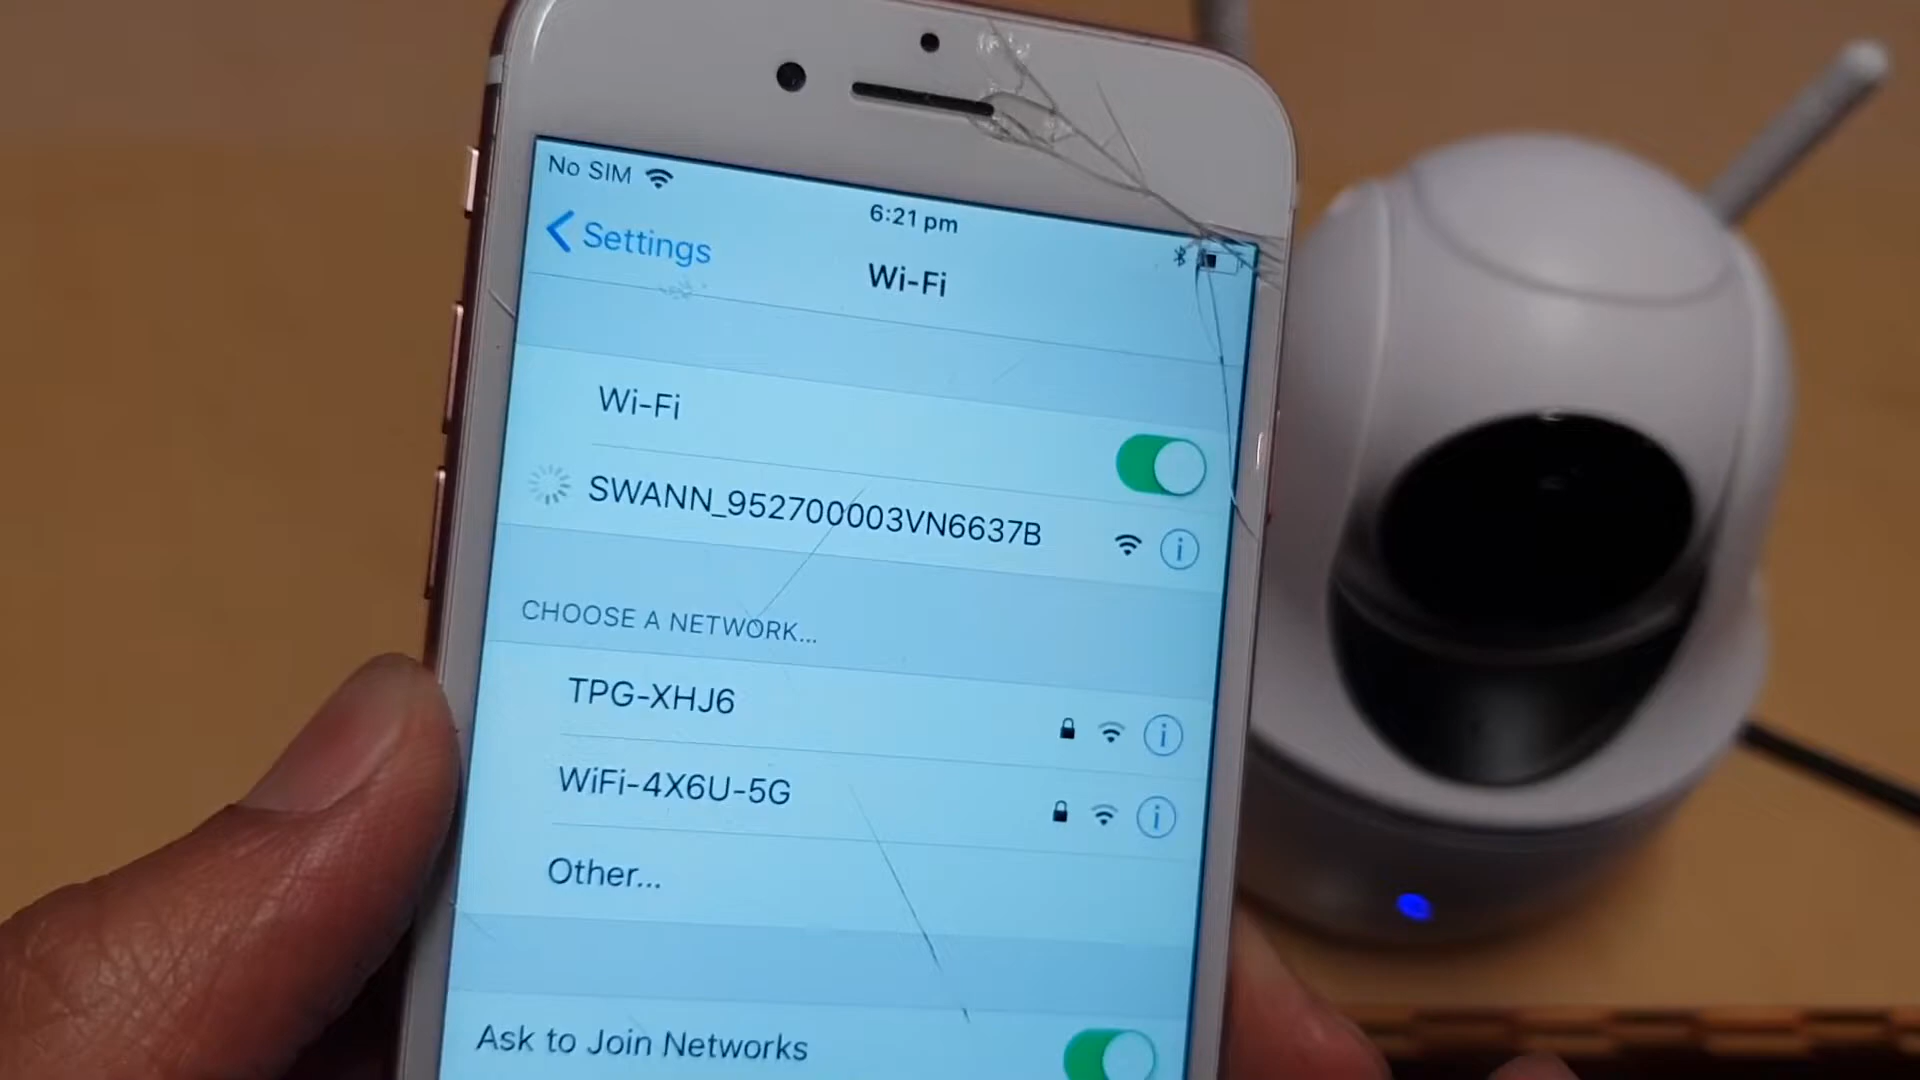 No SIM
6:21 pm
Settings
Wi-Fi
Wi-Fi
SWANN_952700003VN6637B
CHOOSE A NETWORK...
TPG-XHJ6
WiFi-4X6U-5G
Other...
Ask to Join Networks